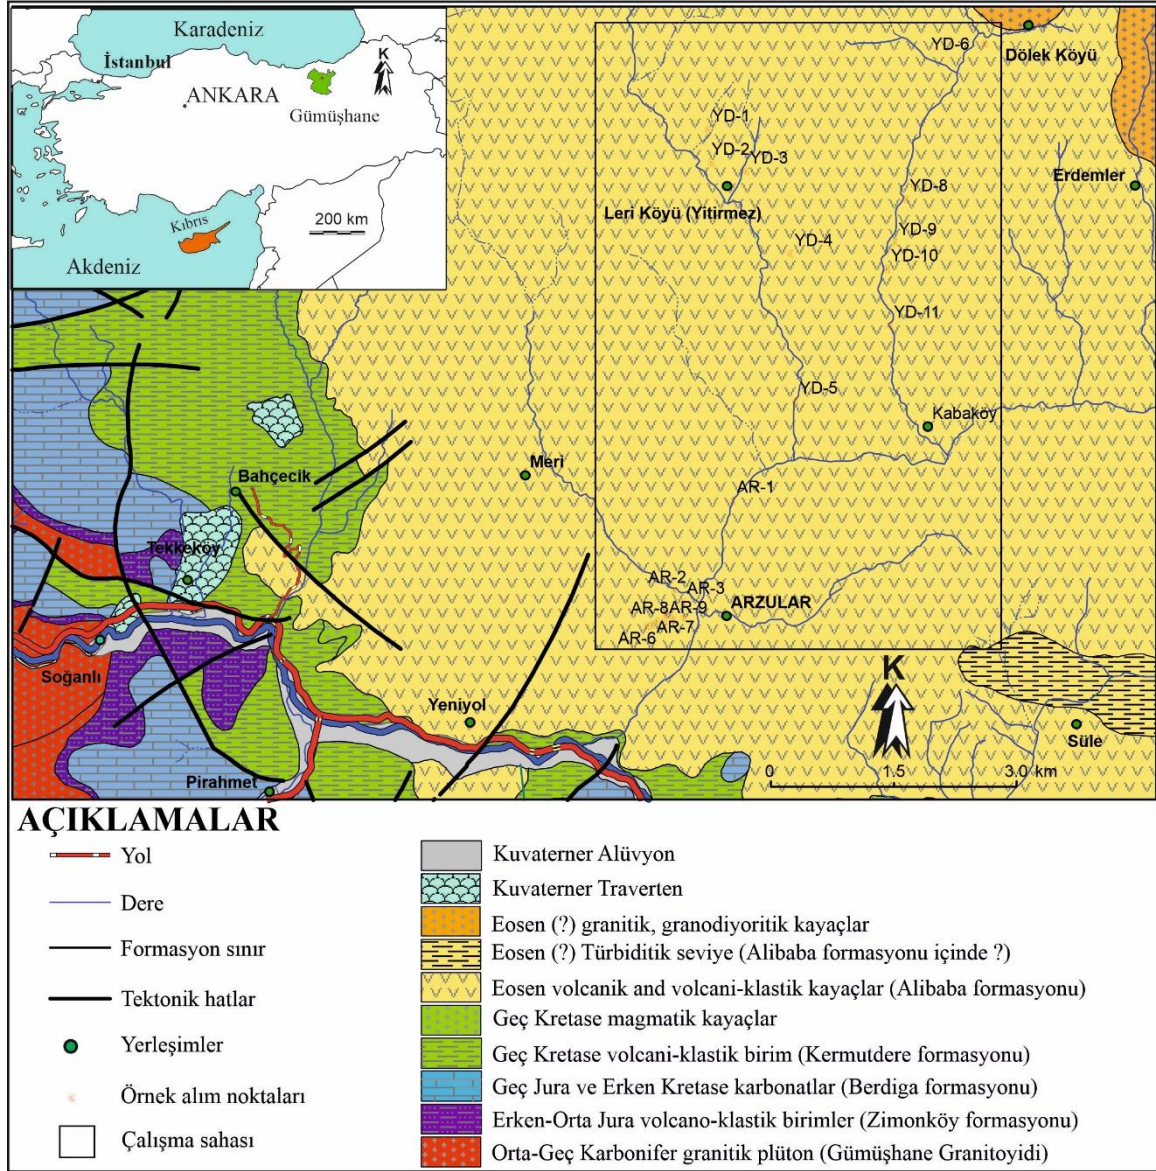 Karadeniz
İstanbul
ANKARA
K
Gümüşhane
200 km
Kıbrıs
Akdeniz
YD-6
Dölek Köyü
YD-1
YD-2
YD-3
Erdemler
YD-8
Leri Köyü (Yitirmez)
YD-9
YD-4
YD-10
YD-11
YD-5
Kabaköy
Meri
Bahçecik
AR-1
Tekkeköy
AR-2
AR-3
AR-8
AR-9
ARZULAR
AR-7
AR-6
Soğanlı
K
Yeniyol
Süle
Pirahmet
0 1.5 3.0 km
AÇIKLAMALAR
Yol
Dere
Formasyon sınır
Tektonik hatlar
Yerleşimler
Örnek alım noktaları
Çalışma sahası
Kuvaterner Alüvyon
Kuvaterner Traverten
Eosen (?) granitik, granodiyoritik kayaçlar
Eosen (?) Türbiditik seviye (Alibaba formasyonu içinde ?)
Eosen volcanik and volcani-klastik kayaçlar (Alibaba formasyonu)
Geç Kretase magmatik kayaçlar
Geç Kretase volcani-klastik birim (Kermutdere formasyonu)
Geç Jura ve Erken Kretase karbonatlar (Berdiga formasyonu)
Erken-Orta Jura volcano-klastik birimler (Zimonköy formasyonu)
Orta-Geç Karbonifer granitik plüton (Gümüşhane Granitoyidi)